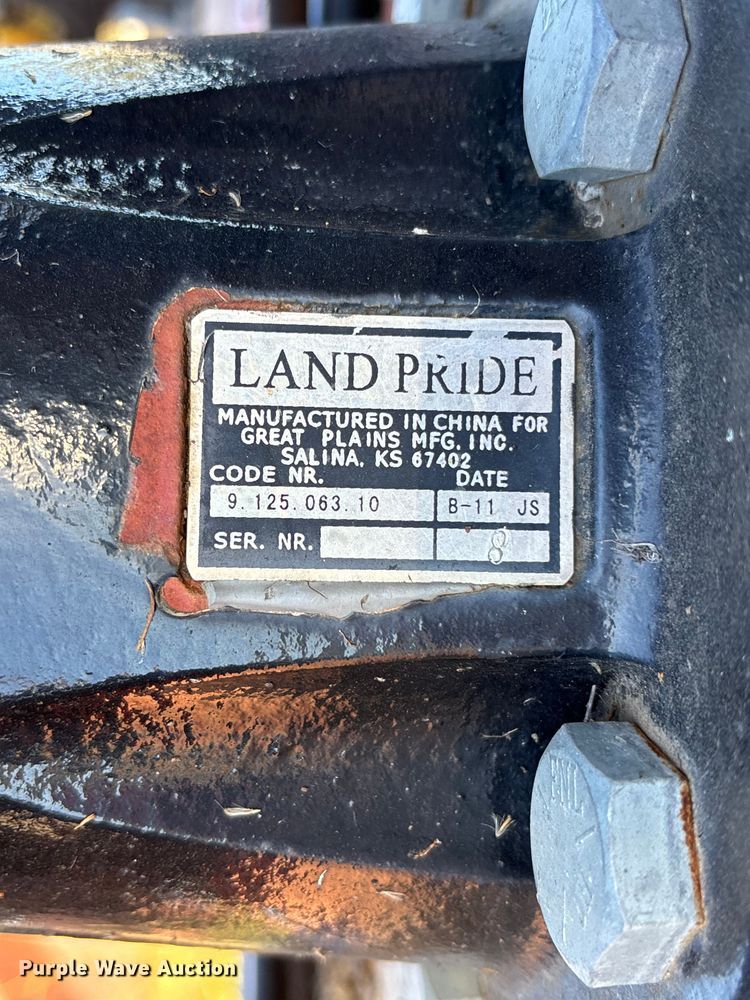 LAND PRIDE
MANUFACTURED IN CHINA FOR
GREAT PLAINS MFG. INC.
SALINA, KS 67402
CODE NR. DATE
9.125.063.10 B-11 JS
SER. NR. 8
Purple Wave Auction